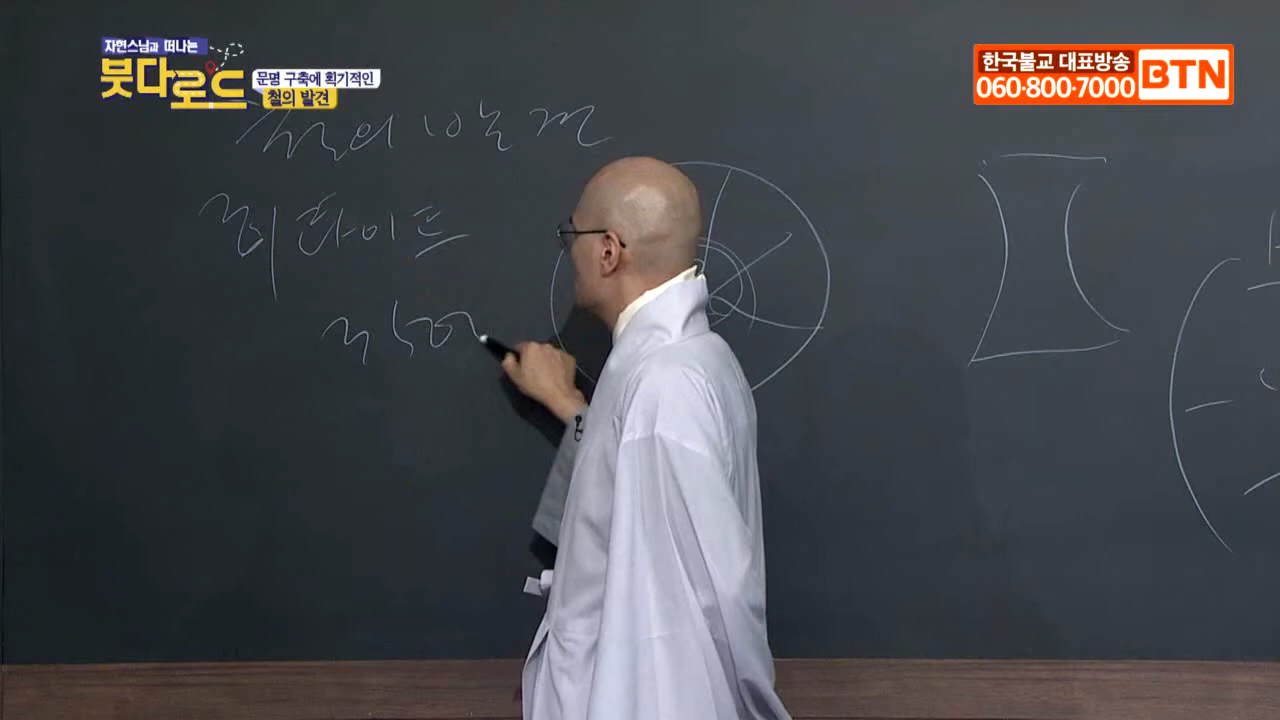 자현스님과 떠나는
붓다로드
문명 구축에 획기적인
철의 발견
한국불교 대표방송
060·800·7000
BTN
철의 발견
히타이트